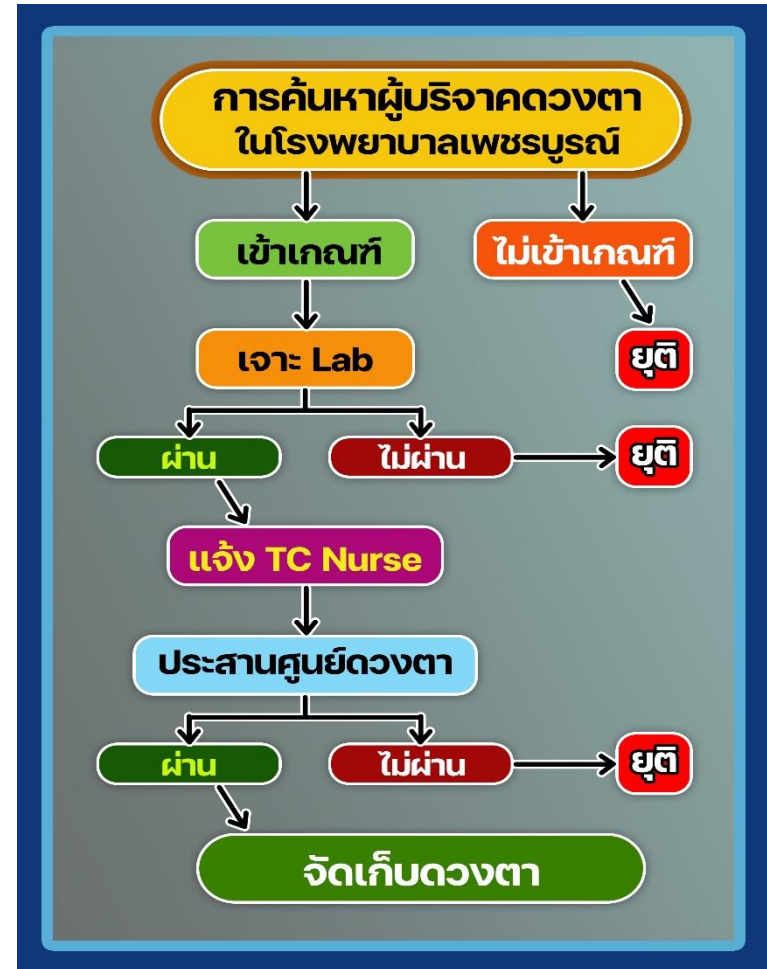 การค้นหาผู้บริจาคดวงตา
ในโรงพยาบาลเพชรบูรณ์
เข้าเกณฑ์
ไม่เข้าเกณฑ์
เจาะ Lab
ยุติ
ผ่าน
ไม่ผ่าน
ยุติ
แจ้ง TC Nurse
ประสานศูนย์ดวงตา
ผ่าน
ไม่ผ่าน
ยุติ
จัดเก็บดวงตา